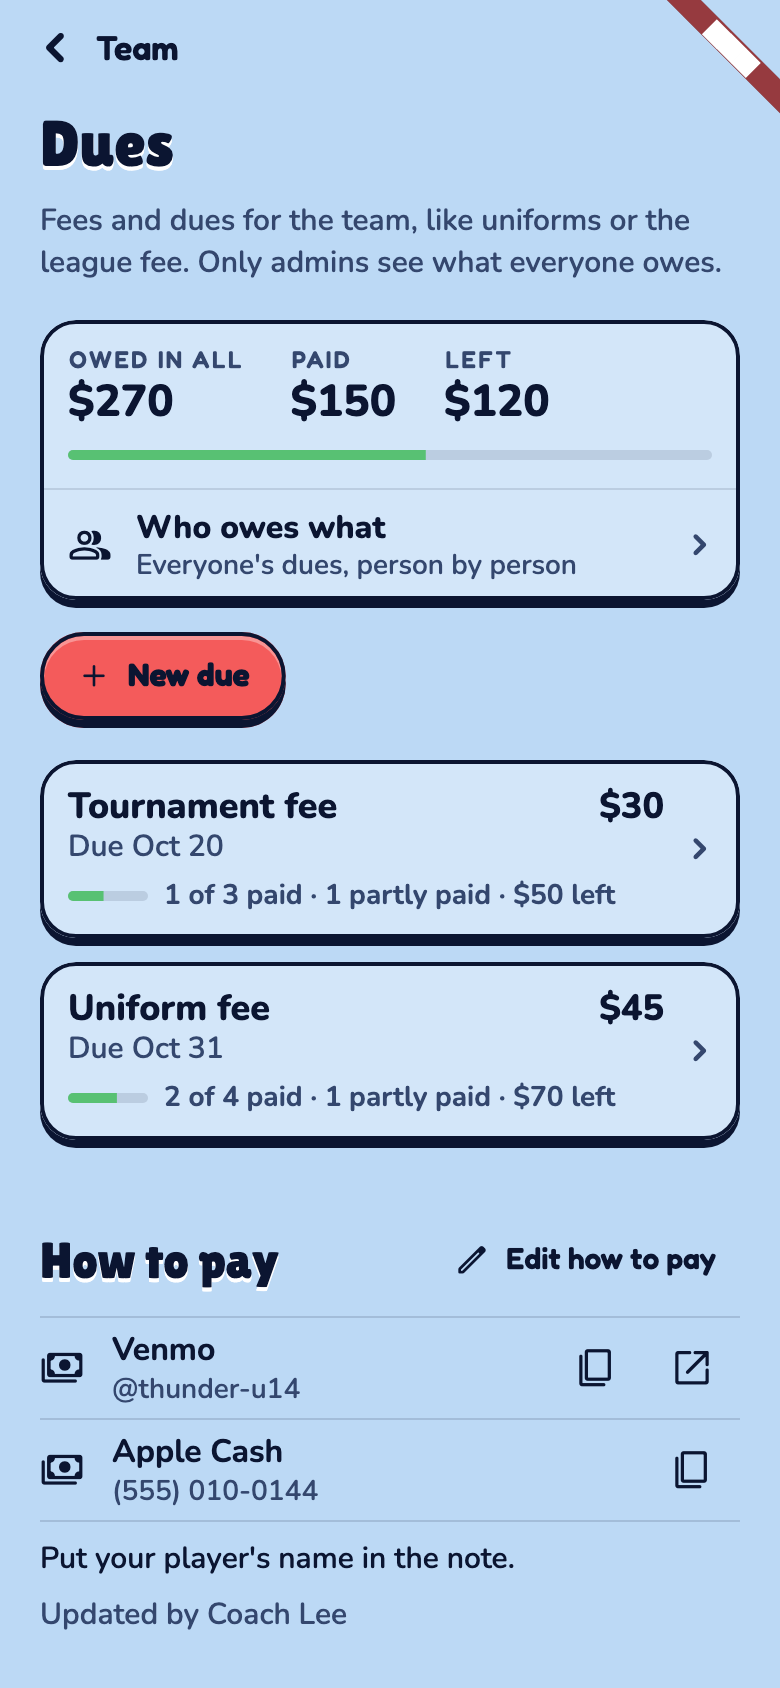 Team
Dues
Fees and dues for the team, like uniforms or the
league fee. Only admins see what everyone owes.
OWED IN ALL PAID LEFT
$270 $150 $120
Who owes what
Everyone's dues, person by person
New due
Tournament fee $30
Due Oct 20
1 of 3 paid · 1 partly paid · $50 left
Uniform fee $45
Due Oct 31
2 of 4 paid · 1 partly paid · $70 left
How to pay Edit how to pay
Venmo
@thunder-u14
Apple Cash
(555) 010-0144
Put your player's name in the note.
Updated by Coach Lee